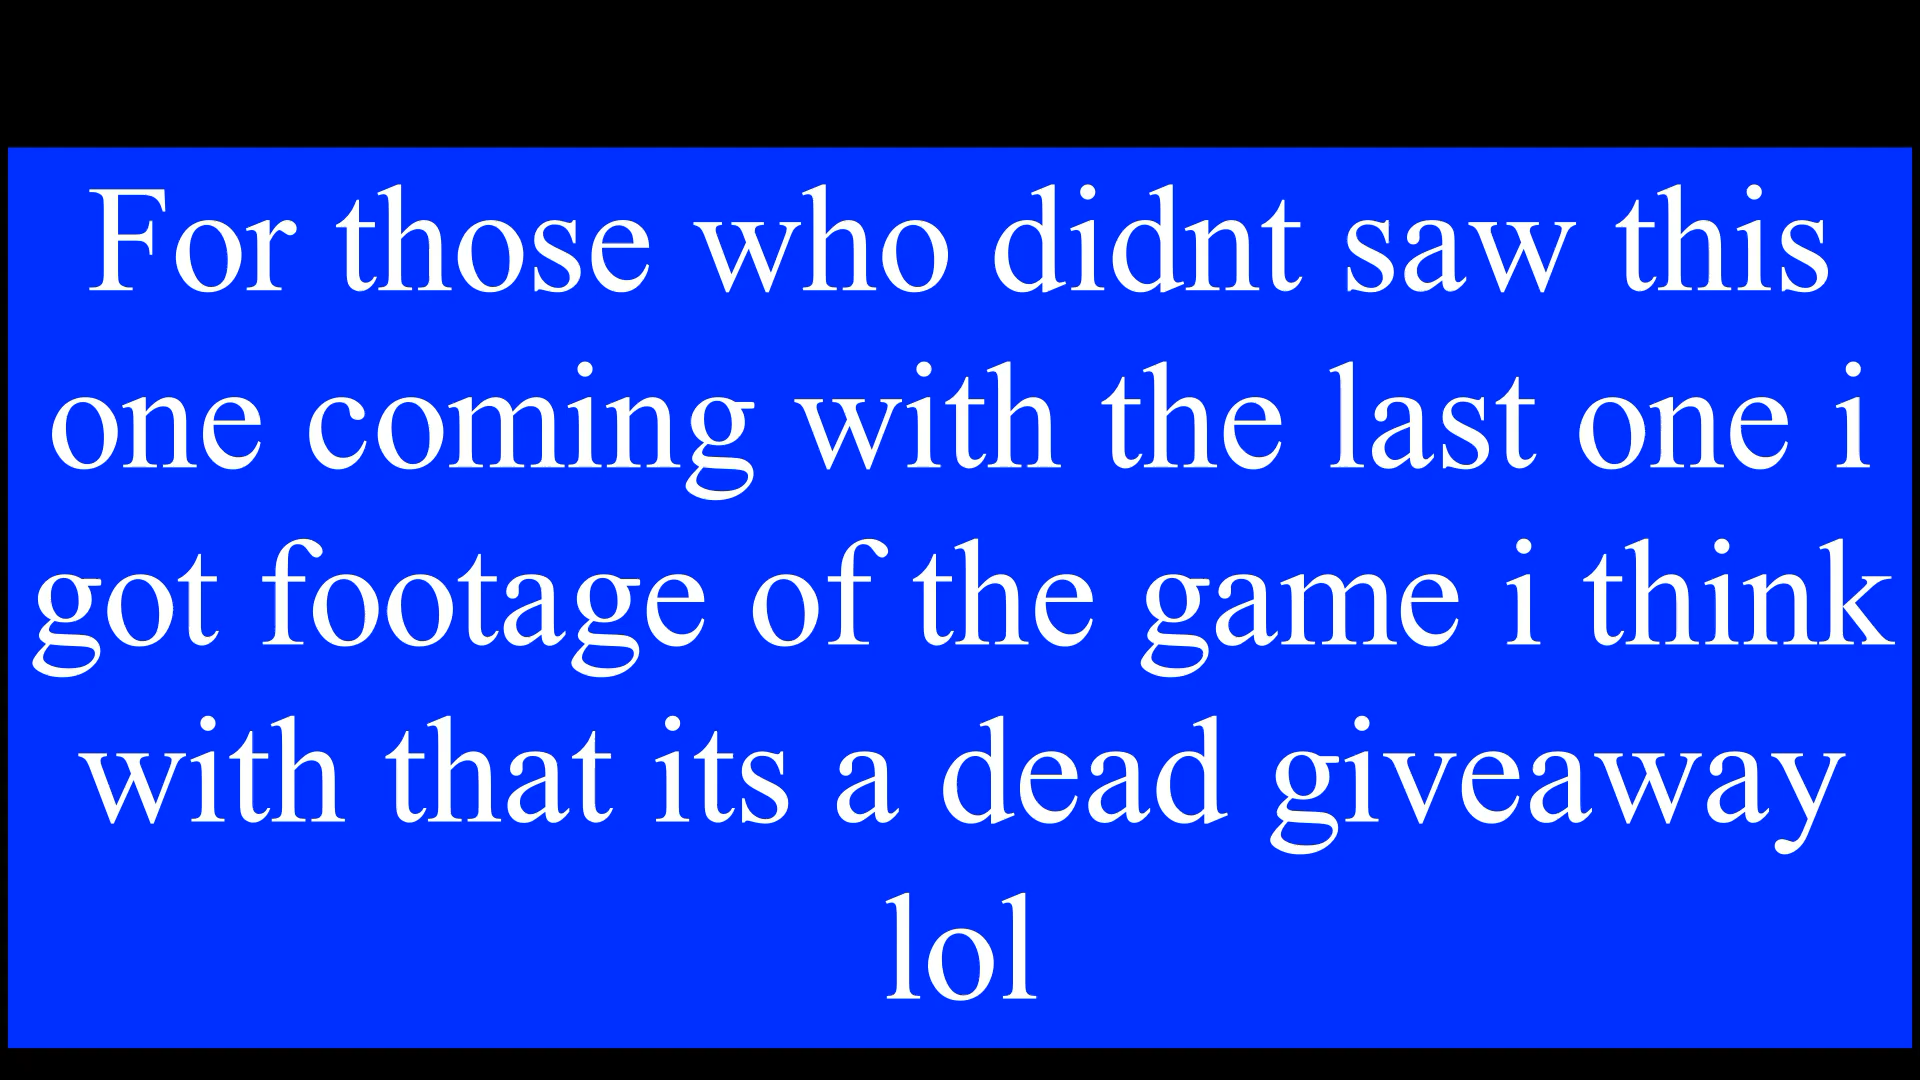 For those who didnt saw this
one coming with the last one i
got footage of the game i think
with that its a dead giveaway
lol